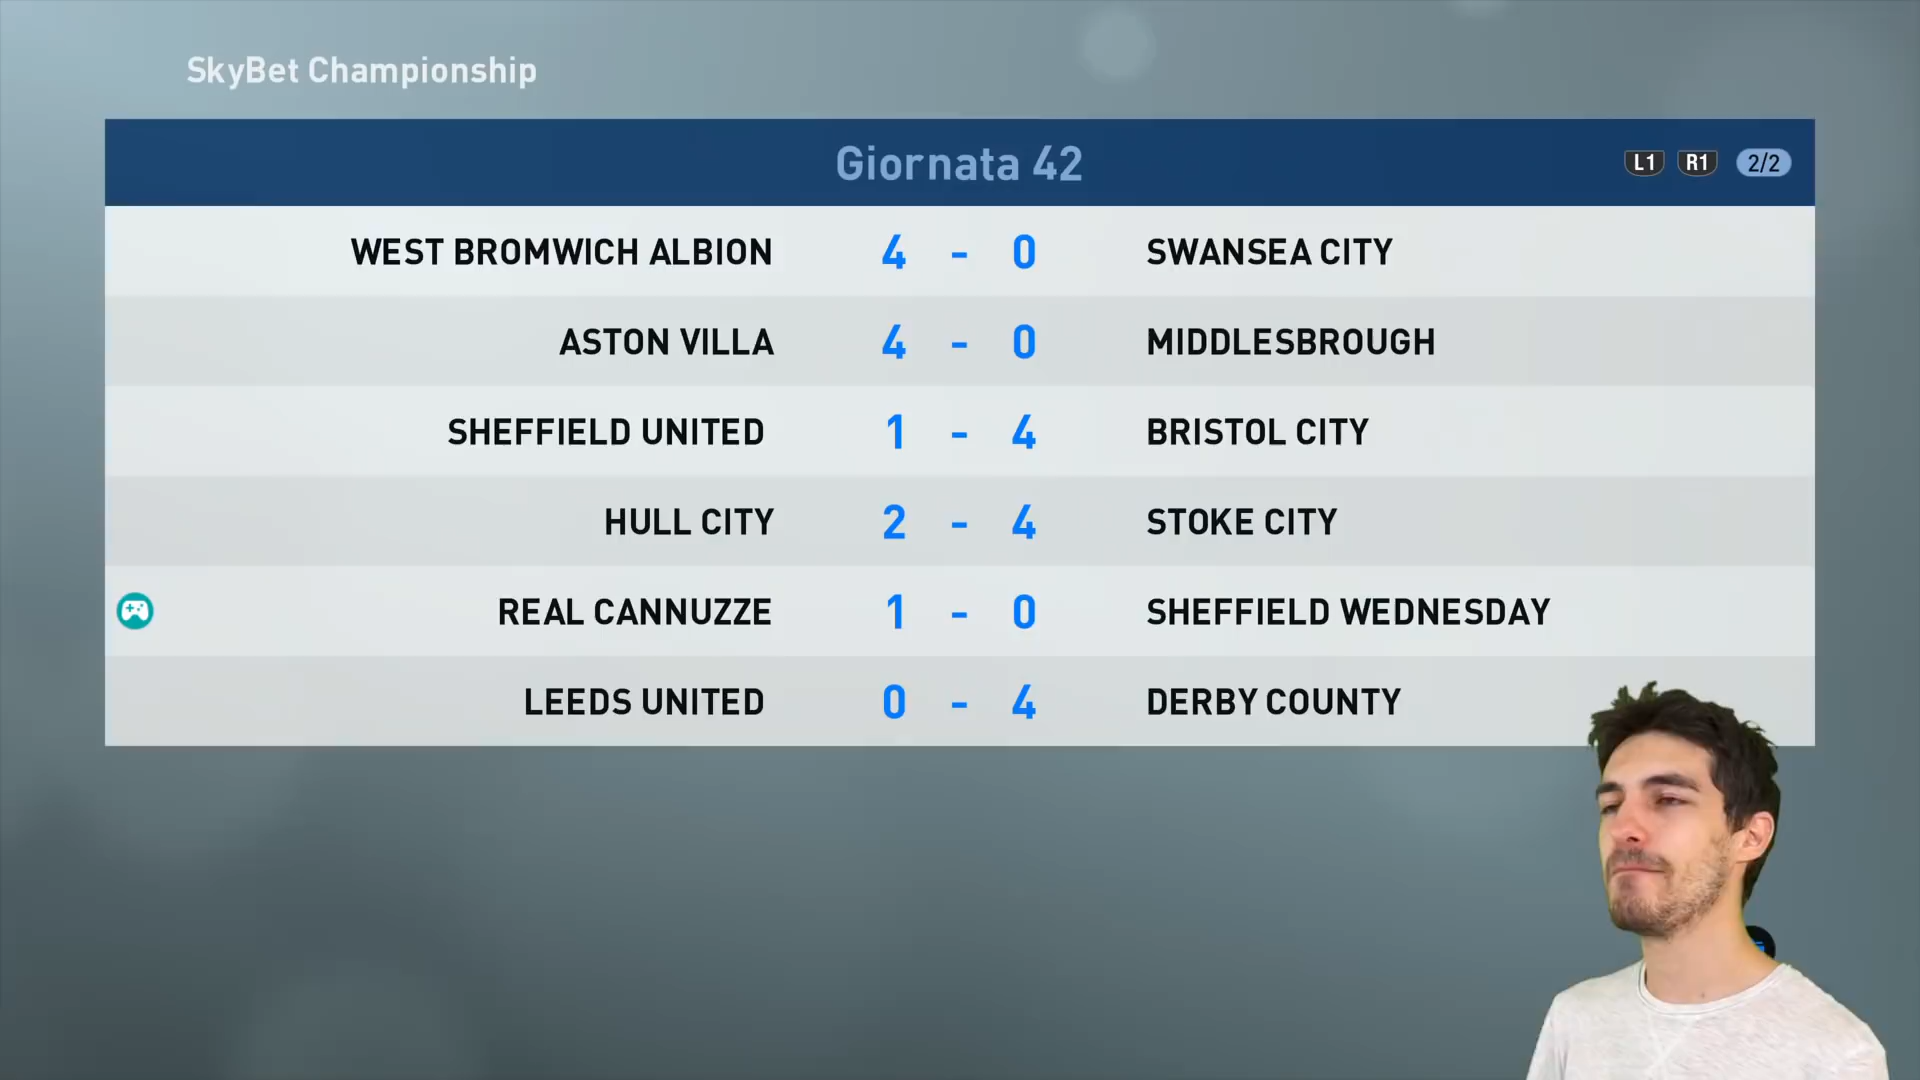 SkyBet Championship
Giornata 42
L1 R1 2/2
WEST BROMWICH ALBION 4 - 0 SWANSEA CITY
ASTON VILLA 4 - 0 MIDDLESBROUGH
SHEFFIELD UNITED 1 - 4 BRISTOL CITY
HULL CITY 2 - 4 STOKE CITY
REAL CANNUZZE 1 - 0 SHEFFIELD WEDNESDAY
LEEDS UNITED 0 - 4 DERBY COUNTY